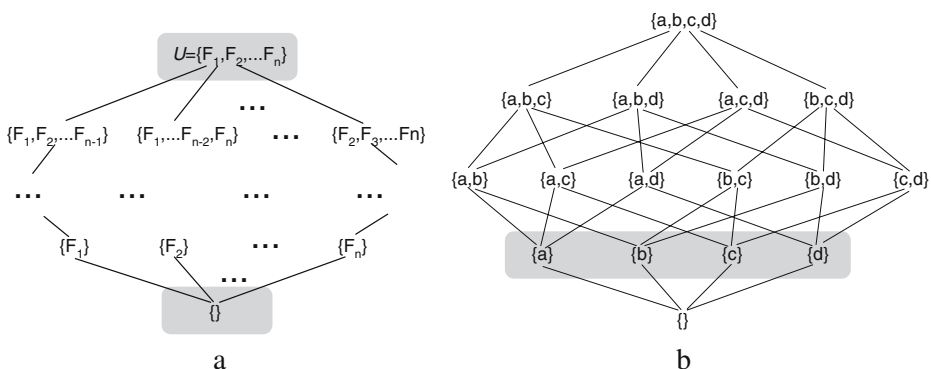 U={F1,F2,...Fn}
...
{F1,F2,...Fn-1} {F1,...Fn-2,Fn} ... {F2,F3,...Fn}
... ... ... ...
{F1} {F2} ... {Fn}
...
{}
a
{a,b,c,d}
{a,b,c} {a,b,d} {a,c,d} {b,c,d}
{a,b} {a,c} {a,d} {b,c} {b,d} {c,d}
{a} {b} {c} {d}
{}
b